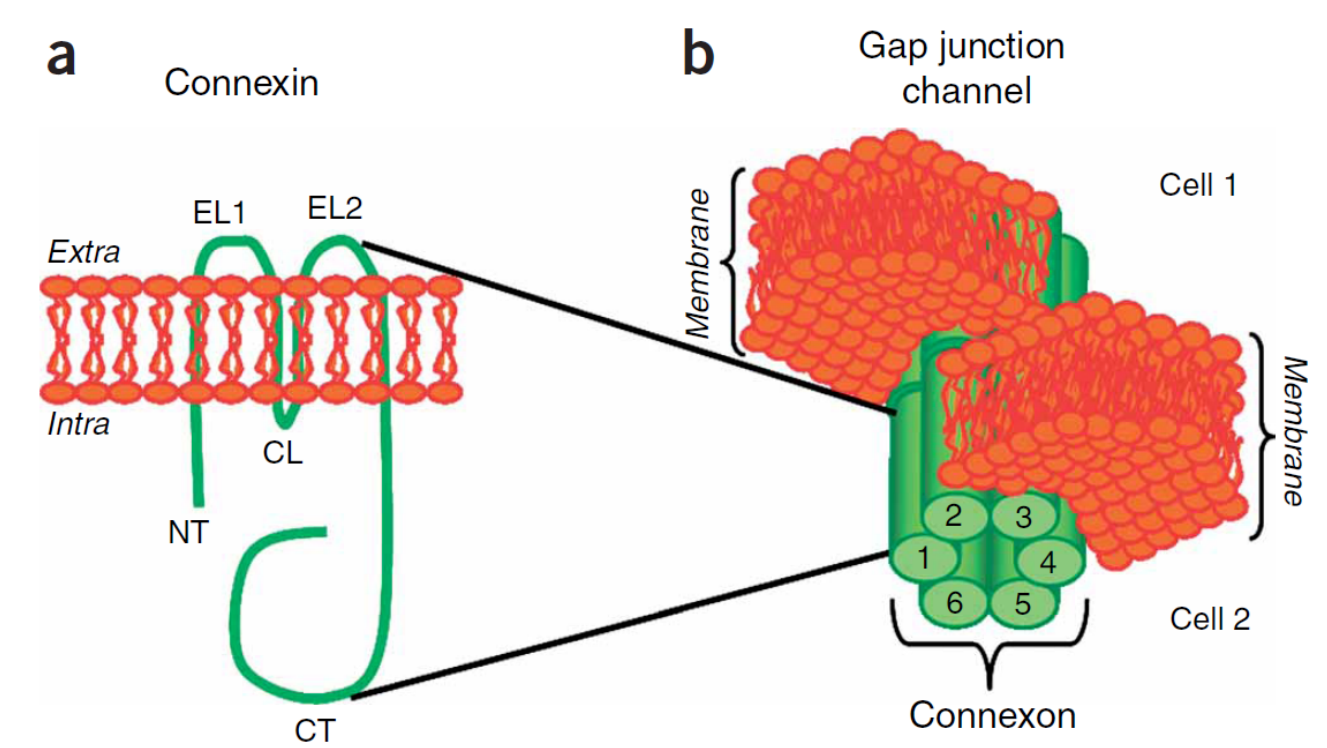 a
Connexin
EL1
EL2
Extra
Intra
CL
NT
CT
b
Gap junction
channel
Cell 1
Membrane
Membrane
2
3
1
4
6
5
Cell 2
Connexon